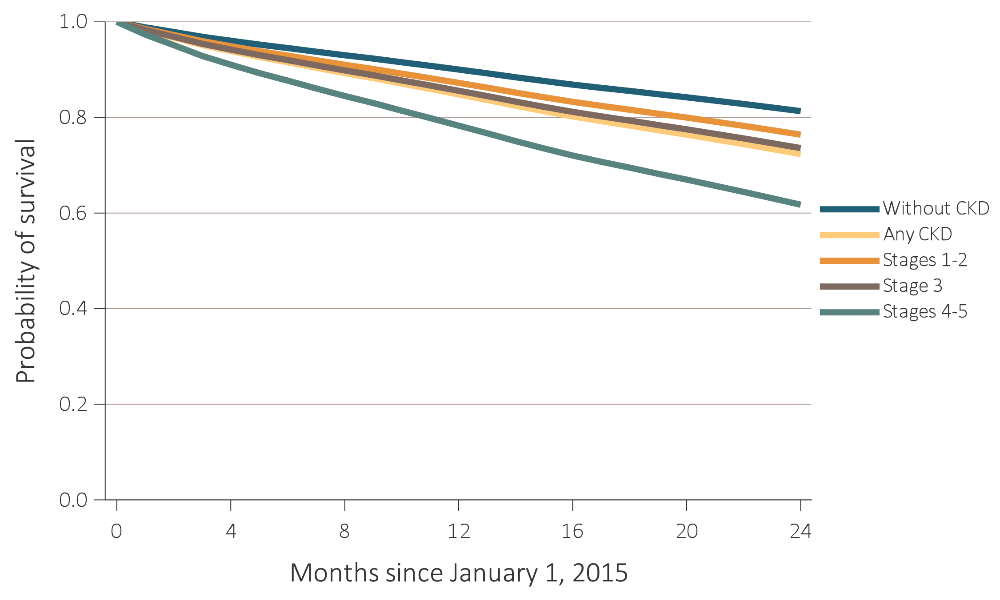 Probability of survival
1.0
0.8
0.6
0.4
0.2
0.0
0 4 8 12 16 20 24
Months since January 1, 2015
Without CKD
Any CKD
Stages 1-2
Stage 3
Stages 4-5